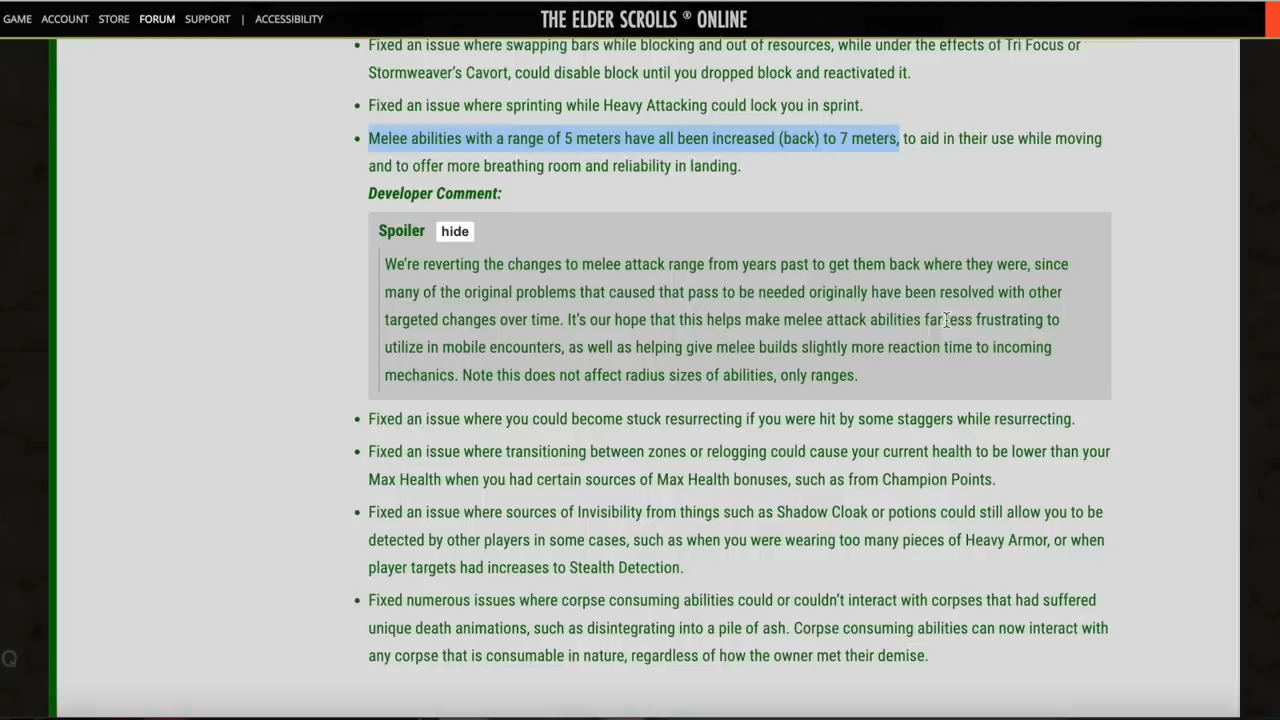 GAME ACCOUNT STORE FORUM SUPPORT | ACCESSIBILITY
THE ELDER SCROLLS ® ONLINE
• Fixed an issue where swapping bars while blocking and out of resources, while under the effects of Tri Focus or
Stormweaver's Cavort, could disable block until you dropped block and reactivated it.
• Fixed an issue where sprinting while Heavy Attacking could lock you in sprint.
• Melee abilities with a range of 5 meters have all been increased (back) to 7 meters, to aid in their use while moving
and to offer more breathing room and reliability in landing.
Developer Comment:
Spoiler hide
We're reverting the changes to melee attack range from years past to get them back where they were, since
many of the original problems that caused that pass to be needed originally have been resolved with other
targeted changes over time. It's our hope that this helps make melee attack abilities far less frustrating to
utilize in mobile encounters, as well as helping give melee builds slightly more reaction time to incoming
mechanics. Note this does not affect radius sizes of abilities, only ranges.
• Fixed an issue where you could become stuck resurrecting if you were hit by some staggers while resurrecting.
• Fixed an issue where transitioning between zones or relogging could cause your current health to be lower than your
Max Health when you had certain sources of Max Health bonuses, such as from Champion Points.
• Fixed an issue where sources of Invisibility from things such as Shadow Cloak or potions could still allow you to be
detected by other players in some cases, such as when you were wearing too many pieces of Heavy Armor, or when
player targets had increases to Stealth Detection.
• Fixed numerous issues where corpse consuming abilities could or couldn't interact with corpses that had suffered
unique death animations, such as disintegrating into a pile of ash. Corpse consuming abilities can now interact with
any corpse that is consumable in nature, regardless of how the owner met their demise.
Q